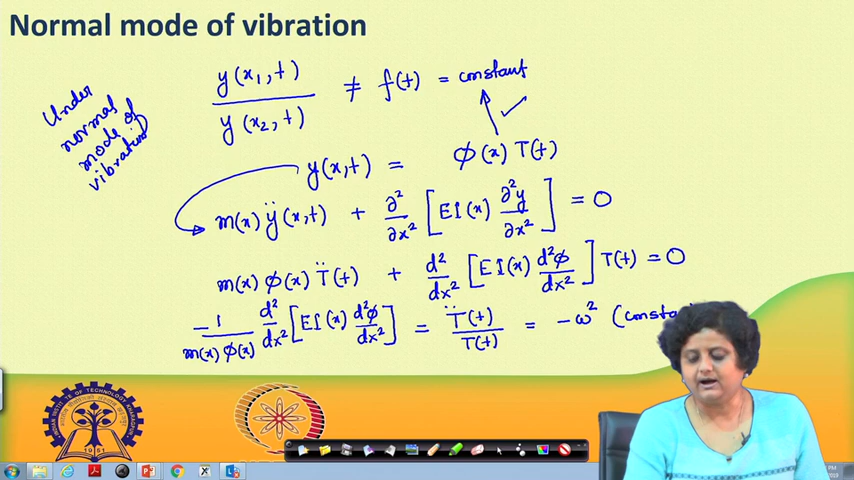 Normal mode of vibration
Under normal mode of vibration
y(x₁,t) / y(x₂,t) ≠ f(t) = constant
y(x,t) = ϕ(x) T(t)
m(x) ÿ(x,t) + ∂²/∂x² [EI(x) ∂²y/∂x²] = 0
m(x) ϕ(x) T̈(t) + d²/dx² [EI(x) d²ϕ/dx²] T(t) = 0
-1/(m(x) ϕ(x)) d²/dx² [EI(x) d²ϕ/dx²] = T̈(t)/T(t) = -ω² (consta
1951